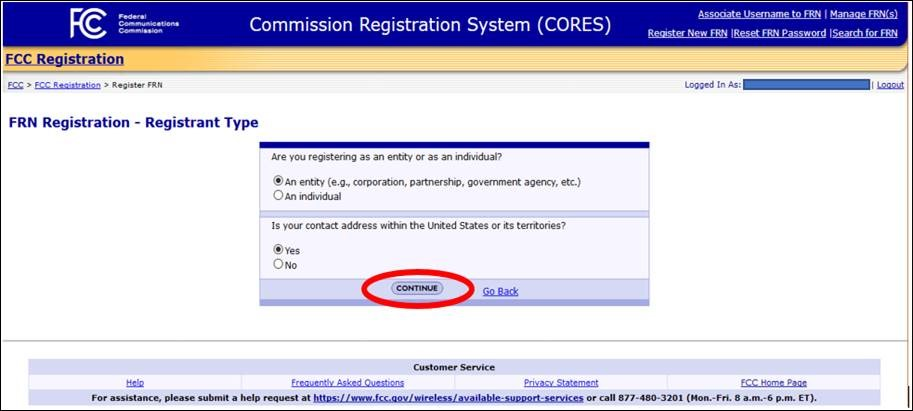 FCC Federal Communications Commission
Commission Registration System (CORES)
Associate Username to FRN | Manage FRN(s)
Register New FRN |Reset FRN Password |Search for FRN
FCC Registration
FCC > FCC Registration > Register FRN
Logged In As: | Logout
FRN Registration - Registrant Type
Are you registering as an entity or as an individual?
An entity (e.g., corporation, partnership, government agency, etc.)
An individual
Is your contact address within the United States or its territories?
Yes
No
CONTINUE Go Back
Customer Service
Help Frequently Asked Questions Privacy Statement FCC Home Page
For assistance, please submit a help request at https://www.fcc.gov/wireless/available-support-services or call 877-480-3201 (Mon.-Fri. 8 a.m.-6 p.m. ET).